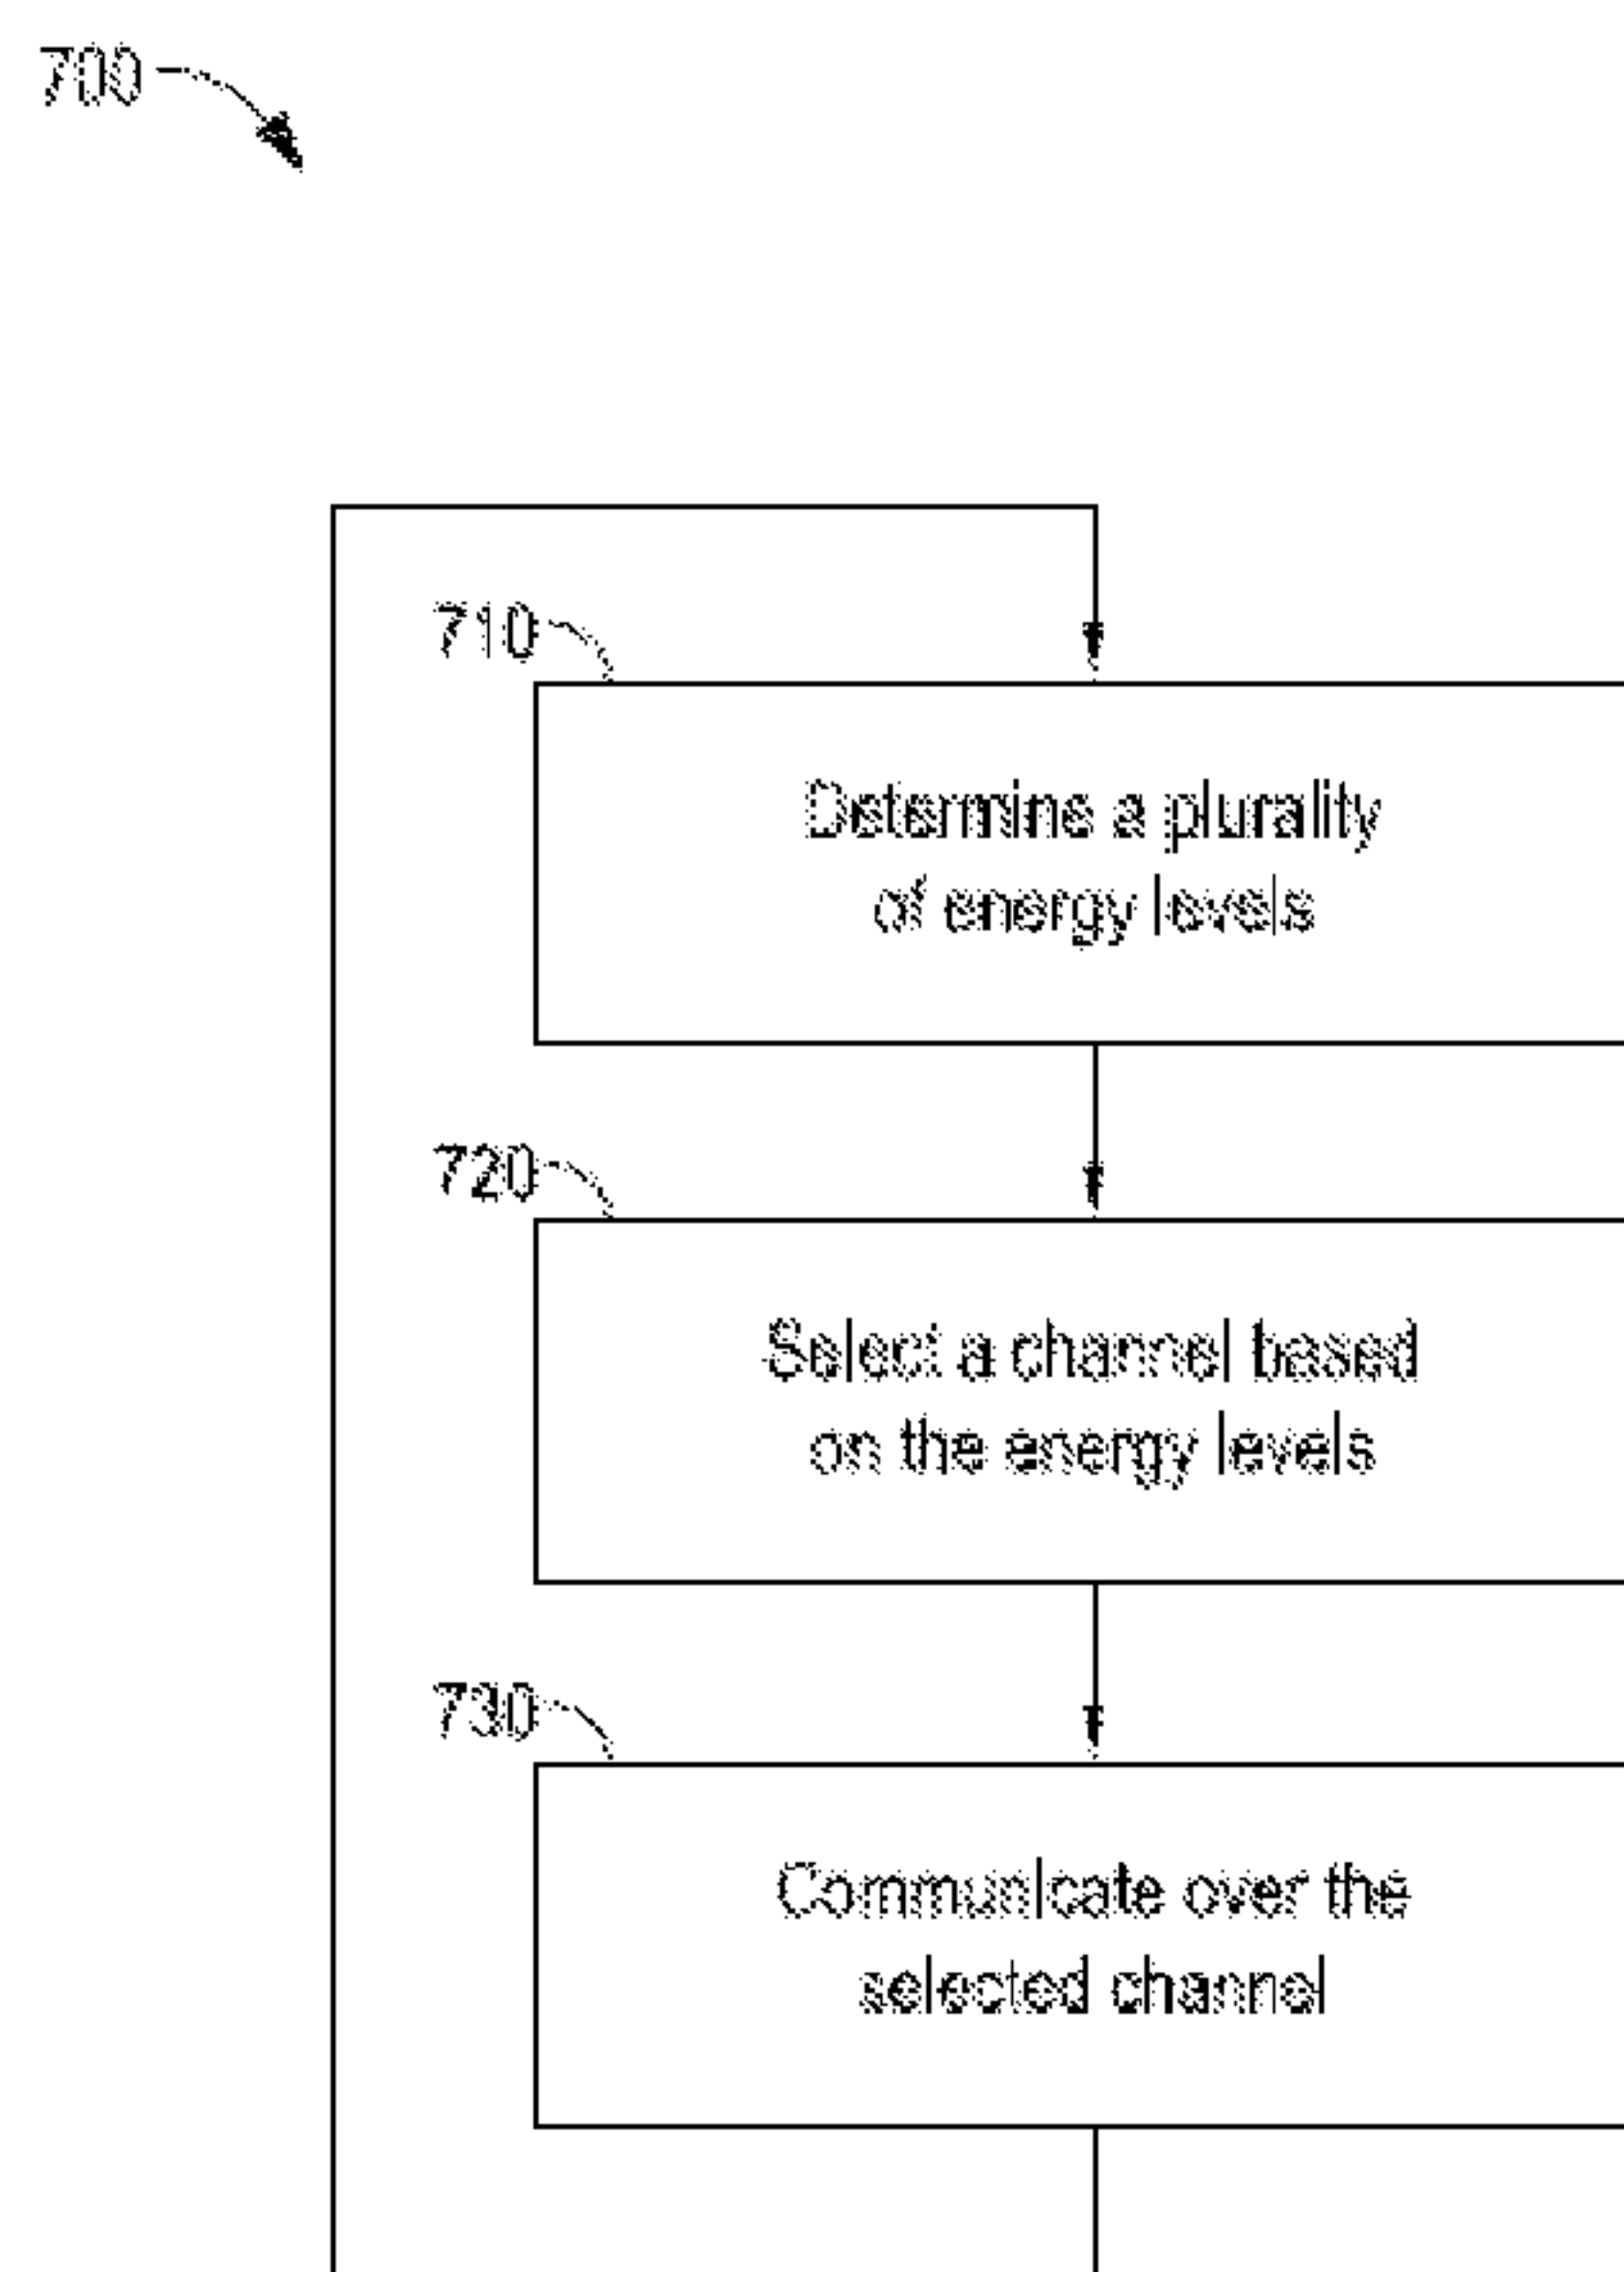 700
710
Determine a plurality
of energy levels
720
Select a channel based
on the energy levels
730
Communicate over the
selected channel